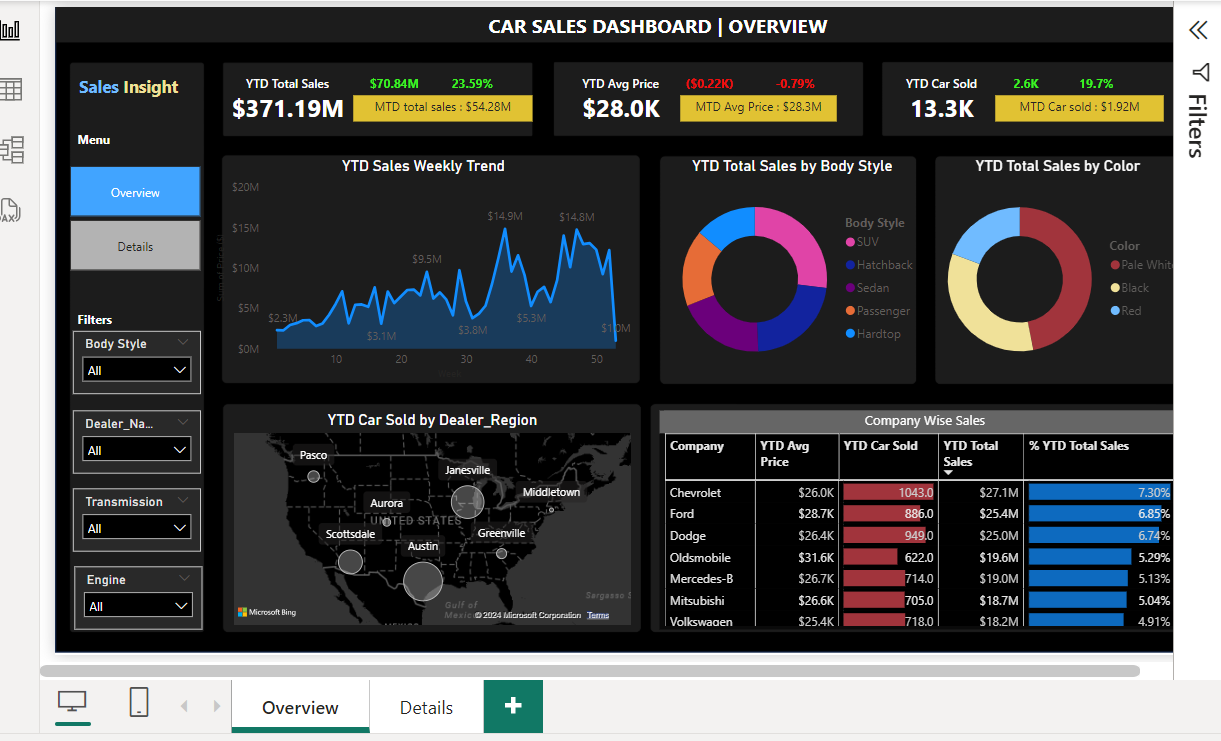 CAR SALES DASHBOARD | OVERVIEW
Sales Insight
Menu
Overview
Details
Filters
Body Style
All
Dealer_Na...
All
Transmission
All
Engine
All
YTD Total Sales
$70.84M
23.59%
$371.19M
MTD total sales : $54.28M
YTD Avg Price
($0.22K)
-0.79%
$28.0K
MTD Avg Price : $28.3M
YTD Car Sold
2.6K
19.7%
13.3K
MTD Car sold : $1.92M
YTD Sales Weekly Trend
$20M
$15M
$10M
$5M
$0M
$2.3M
$3.1M
$9.5M
$3.8M
$14.9M
$5.3M
$14.8M
$1.0M
10 20 30 40 50
YTD Total Sales by Body Style
Body Style
SUV
Hatchback
Sedan
Passenger
Hardtop
YTD Total Sales by Color
Color
Pale White
Black
Red
YTD Car Sold by Dealer_Region
Pasco
Janesville
Aurora
Middletown
UNITED STATES
Scottsdale
Greenville
Austin
Gulf of
Mexico
Sargasso S
MEXICO
Microsoft Bing
© 2024 Microsoft Corporation Terms
Company Wise Sales
Company YTD Avg Price YTD Car Sold YTD Total Sales % YTD Total Sales
Chevrolet $26.0K 1043.0 $27.1M 7.30%
Ford $28.7K 886.0 $25.4M 6.85%
Dodge $26.4K 949.0 $25.0M 6.74%
Oldsmobile $31.6K 622.0 $19.6M 5.29%
Mercedes-B $26.7K 714.0 $19.0M 5.13%
Mitsubishi $26.6K 705.0 $18.7M 5.04%
Volkswagen $25.4K 718.0 $18.2M 4.91%
Filters
Overview
Details